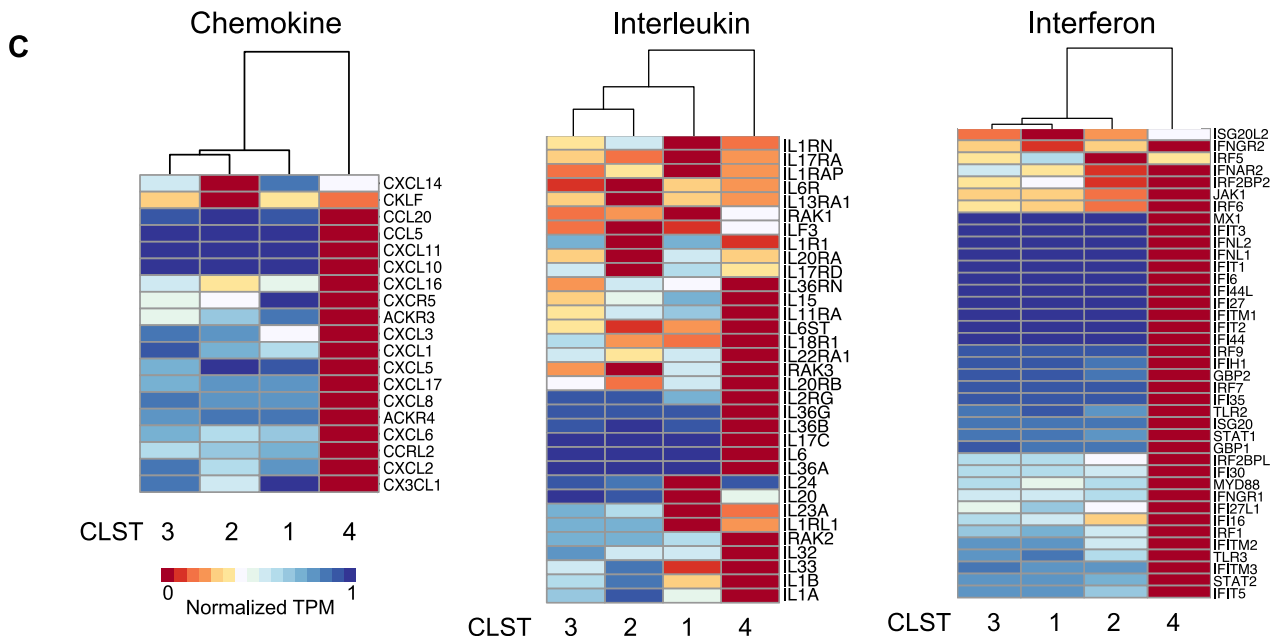 C
Chemokine
CXCL14
CKLF
CCL20
CCL5
CXCL11
CXCL10
CXCL16
CXCR5
ACKR3
CXCL3
CXCL1
CXCL5
CXCL17
CXCL8
ACKR4
CXCL6
CCRL2
CXCL2
CX3CL1
CLST 3 2 1 4
0 1
Normalized TPM
Interleukin
IL1RN
IL17RA
IL1RAP
IL6R
IL13RA1
IRAK1
ILF3
IL1R1
IL20RA
IL17RD
IL36RN
IL15
IL11RA
IL6ST
IL18R1
IL22RA1
IRAK3
IL20RB
IL2RG
IL36G
IL36B
IL17C
IL6
IL36A
IL24
IL20
IL23A
IL1RL1
IRAK2
IL32
IL33
IL1B
IL1A
CLST 3 2 1 4
Interferon
ISG20L2
IFNGR2
IRF5
IFNAR2
IRF2BP2
JAK1
IRF6
MX1
IFIT3
IFNL2
IFNL1
IFIT1
IFI6
IFI44L
IFI27
IFITM1
IFIT2
IFI44
IRF9
IFIH1
GBP2
IRF7
IFI35
TLR2
ISG20
STAT1
GBP1
IRF2BPL
IFI30
MYD88
IFNGR1
IFI27L1
IFI16
IRF1
IFITM2
TLR3
IFITM3
STAT2
IFIT5
CLST 3 1 2 4